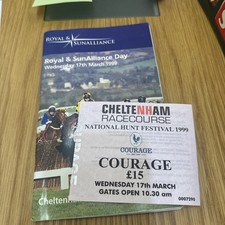 ROYAL &
SUNALLIANCE
Royal & SunAlliance Day
Wednesday 17th March 1999
Chelten
CHELTENHAM
RACECOURSE
NATIONAL HUNT FESTIVAL 1999
COURAGE
COURAGE
£15
WEDNESDAY 17th MARCH
GATES OPEN 10.30 am
0007290